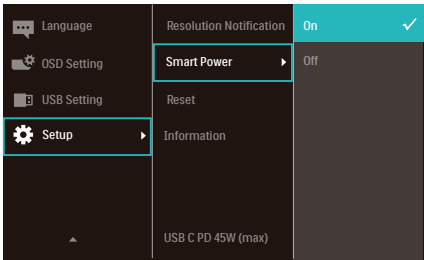 Language
OSD Setting
USB Setting
Setup
Resolution Notification
Smart Power
Reset
Information
USB C PD 45W (max)
On
Off